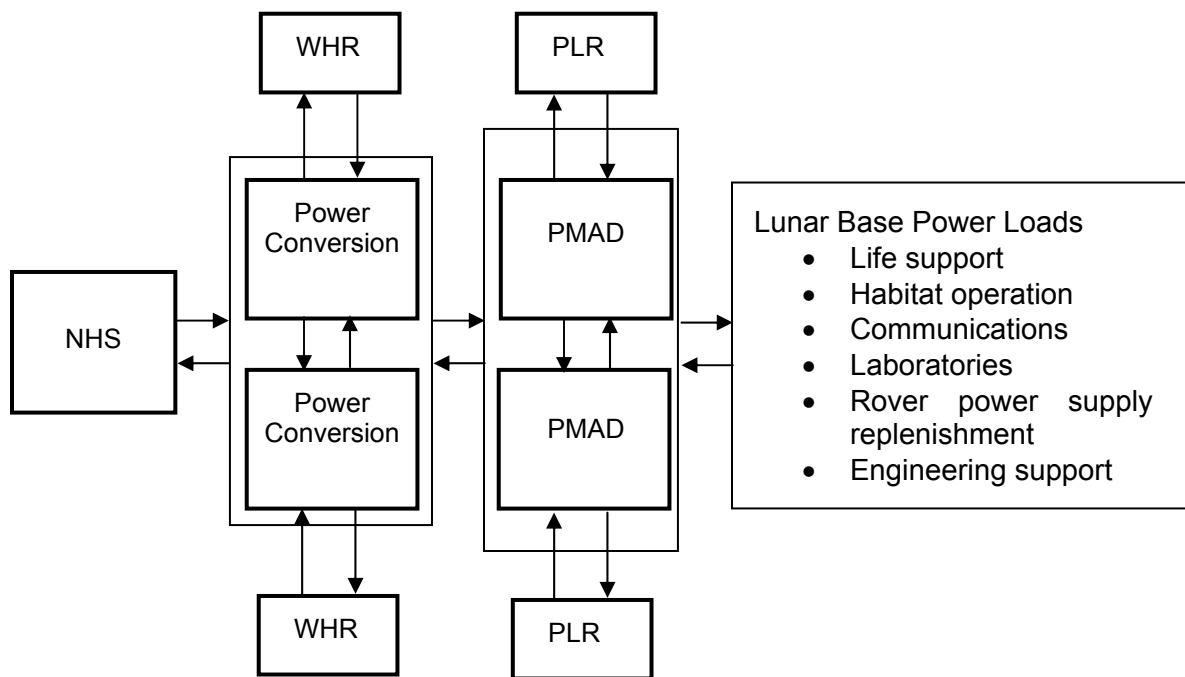 WHR
PLR
Power
Conversion
PMAD
NHS
Power
Conversion
PMAD
WHR
PLR
Lunar Base Power Loads
• Life support
• Habitat operation
• Communications
• Laboratories
• Rover power supply
replenishment
• Engineering support